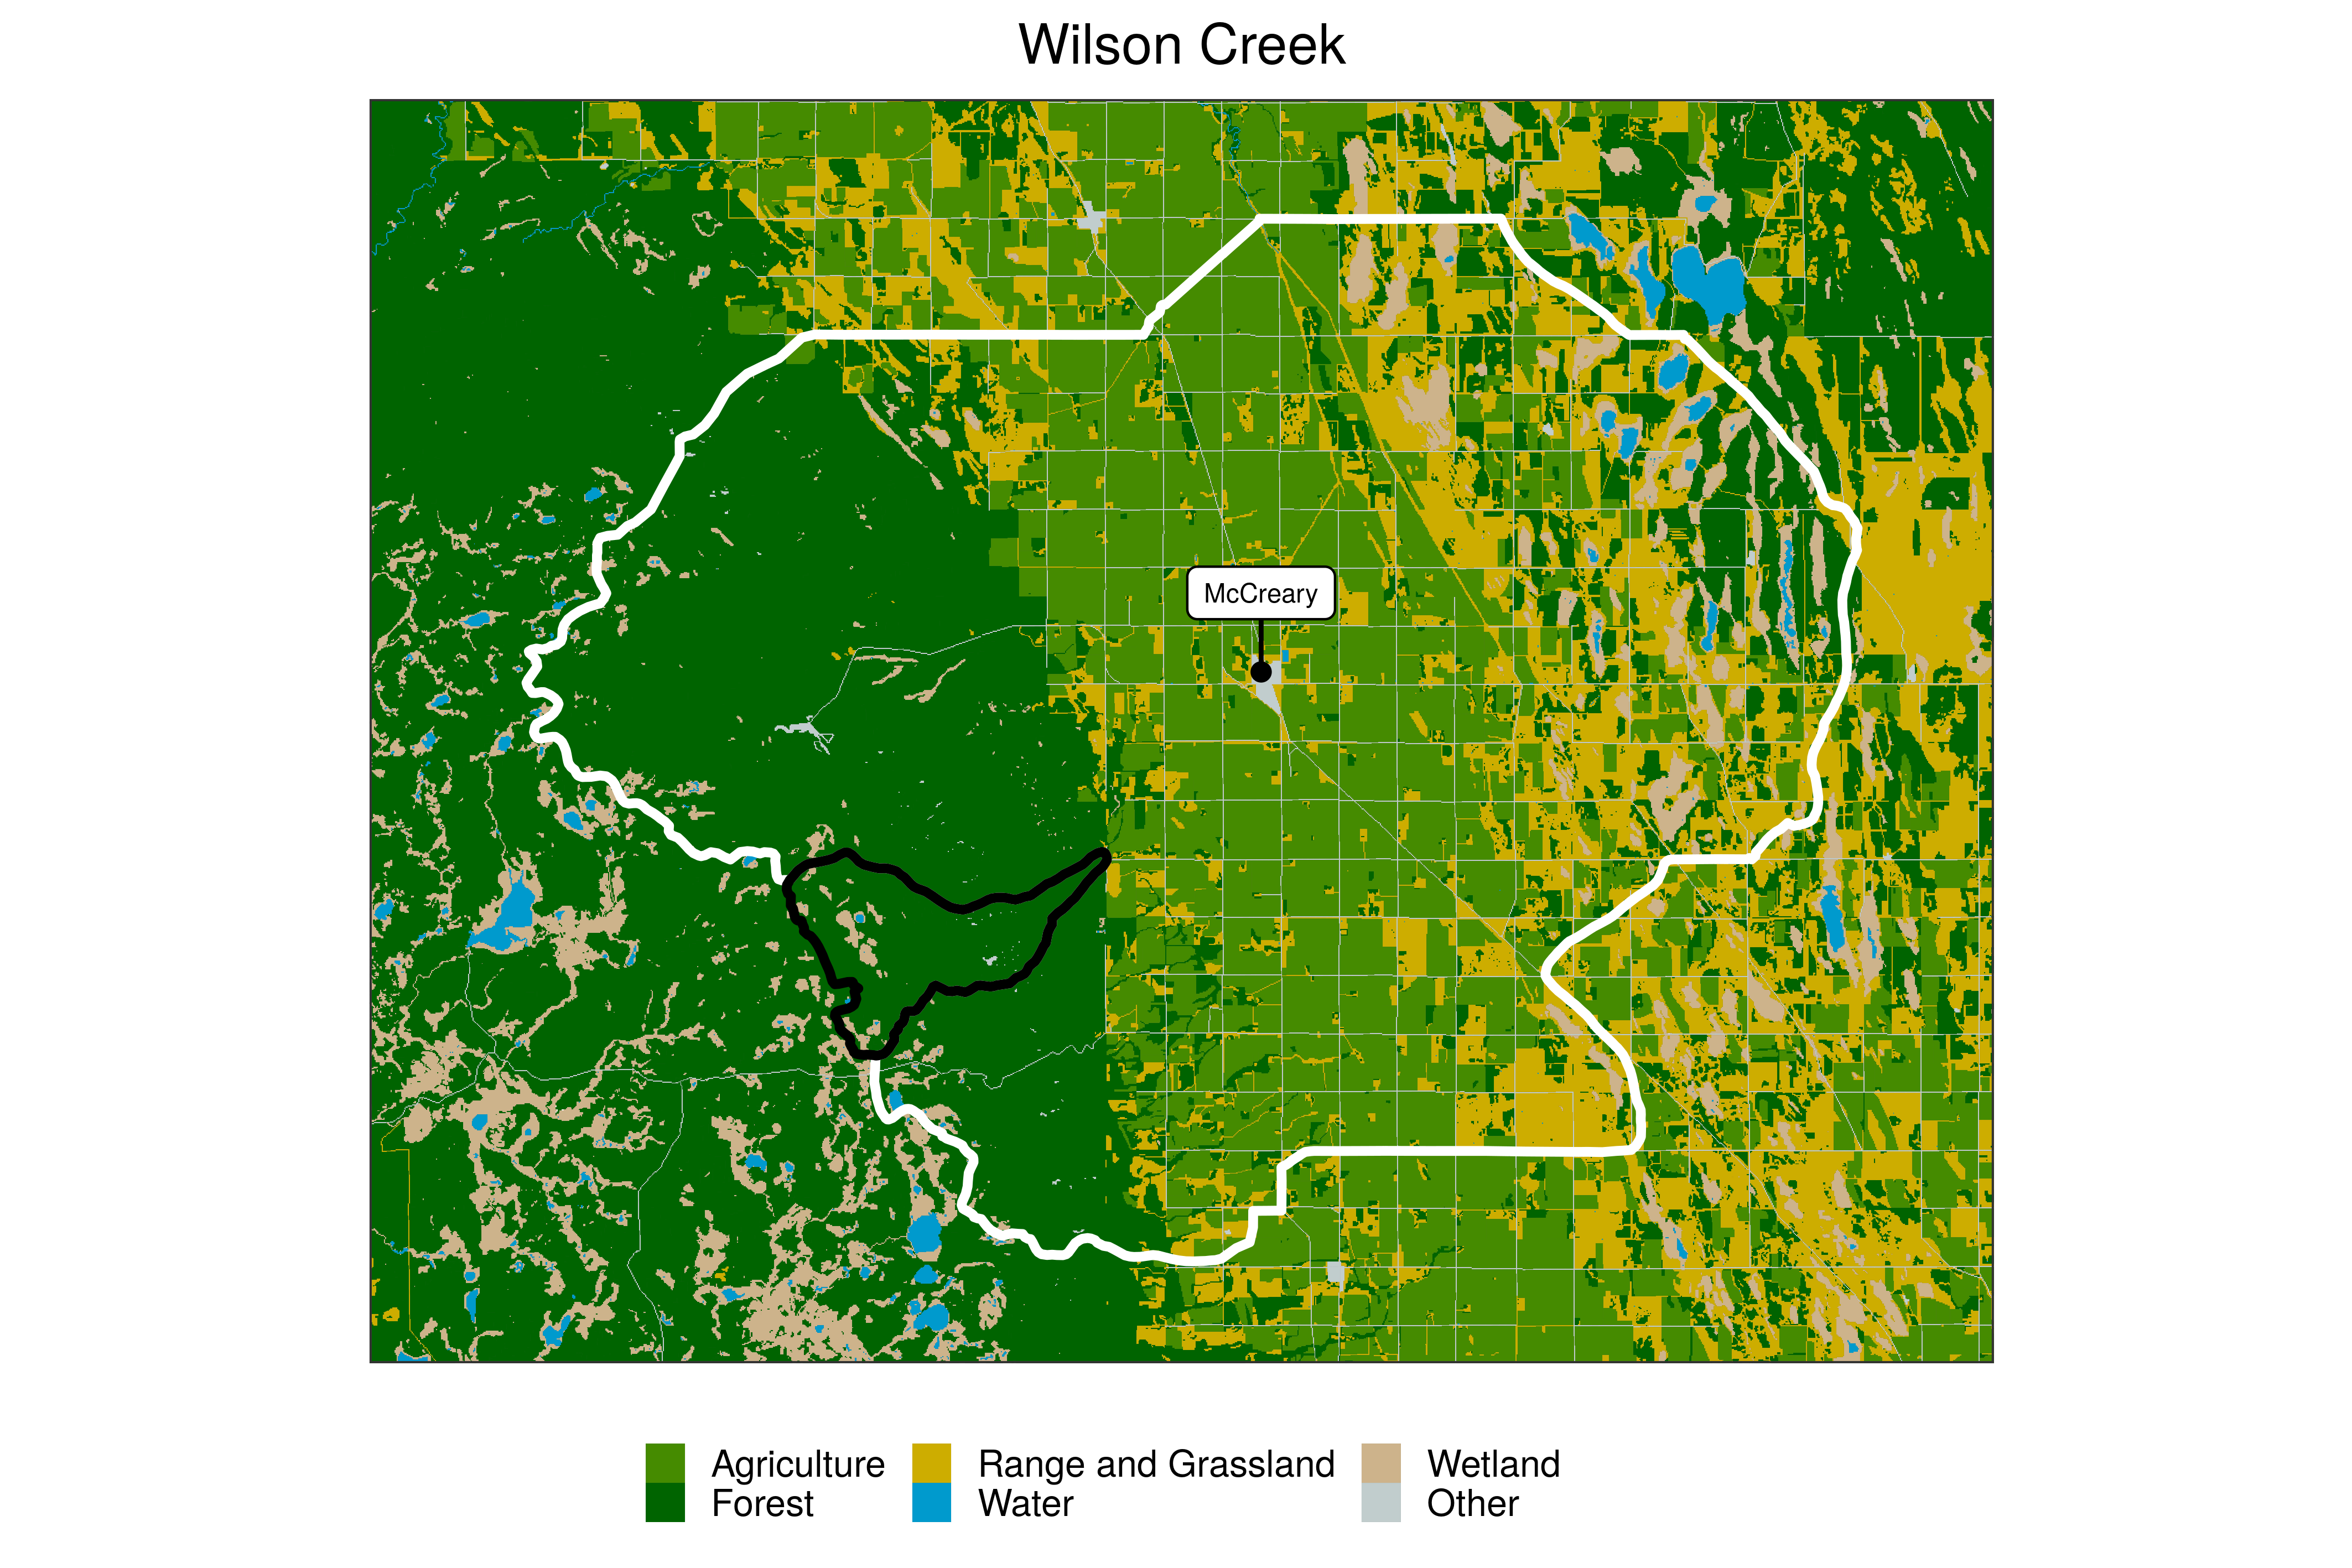 Wilson Creek
McCreary
Agriculture
Range and Grassland
Wetland
Forest
Water
Other